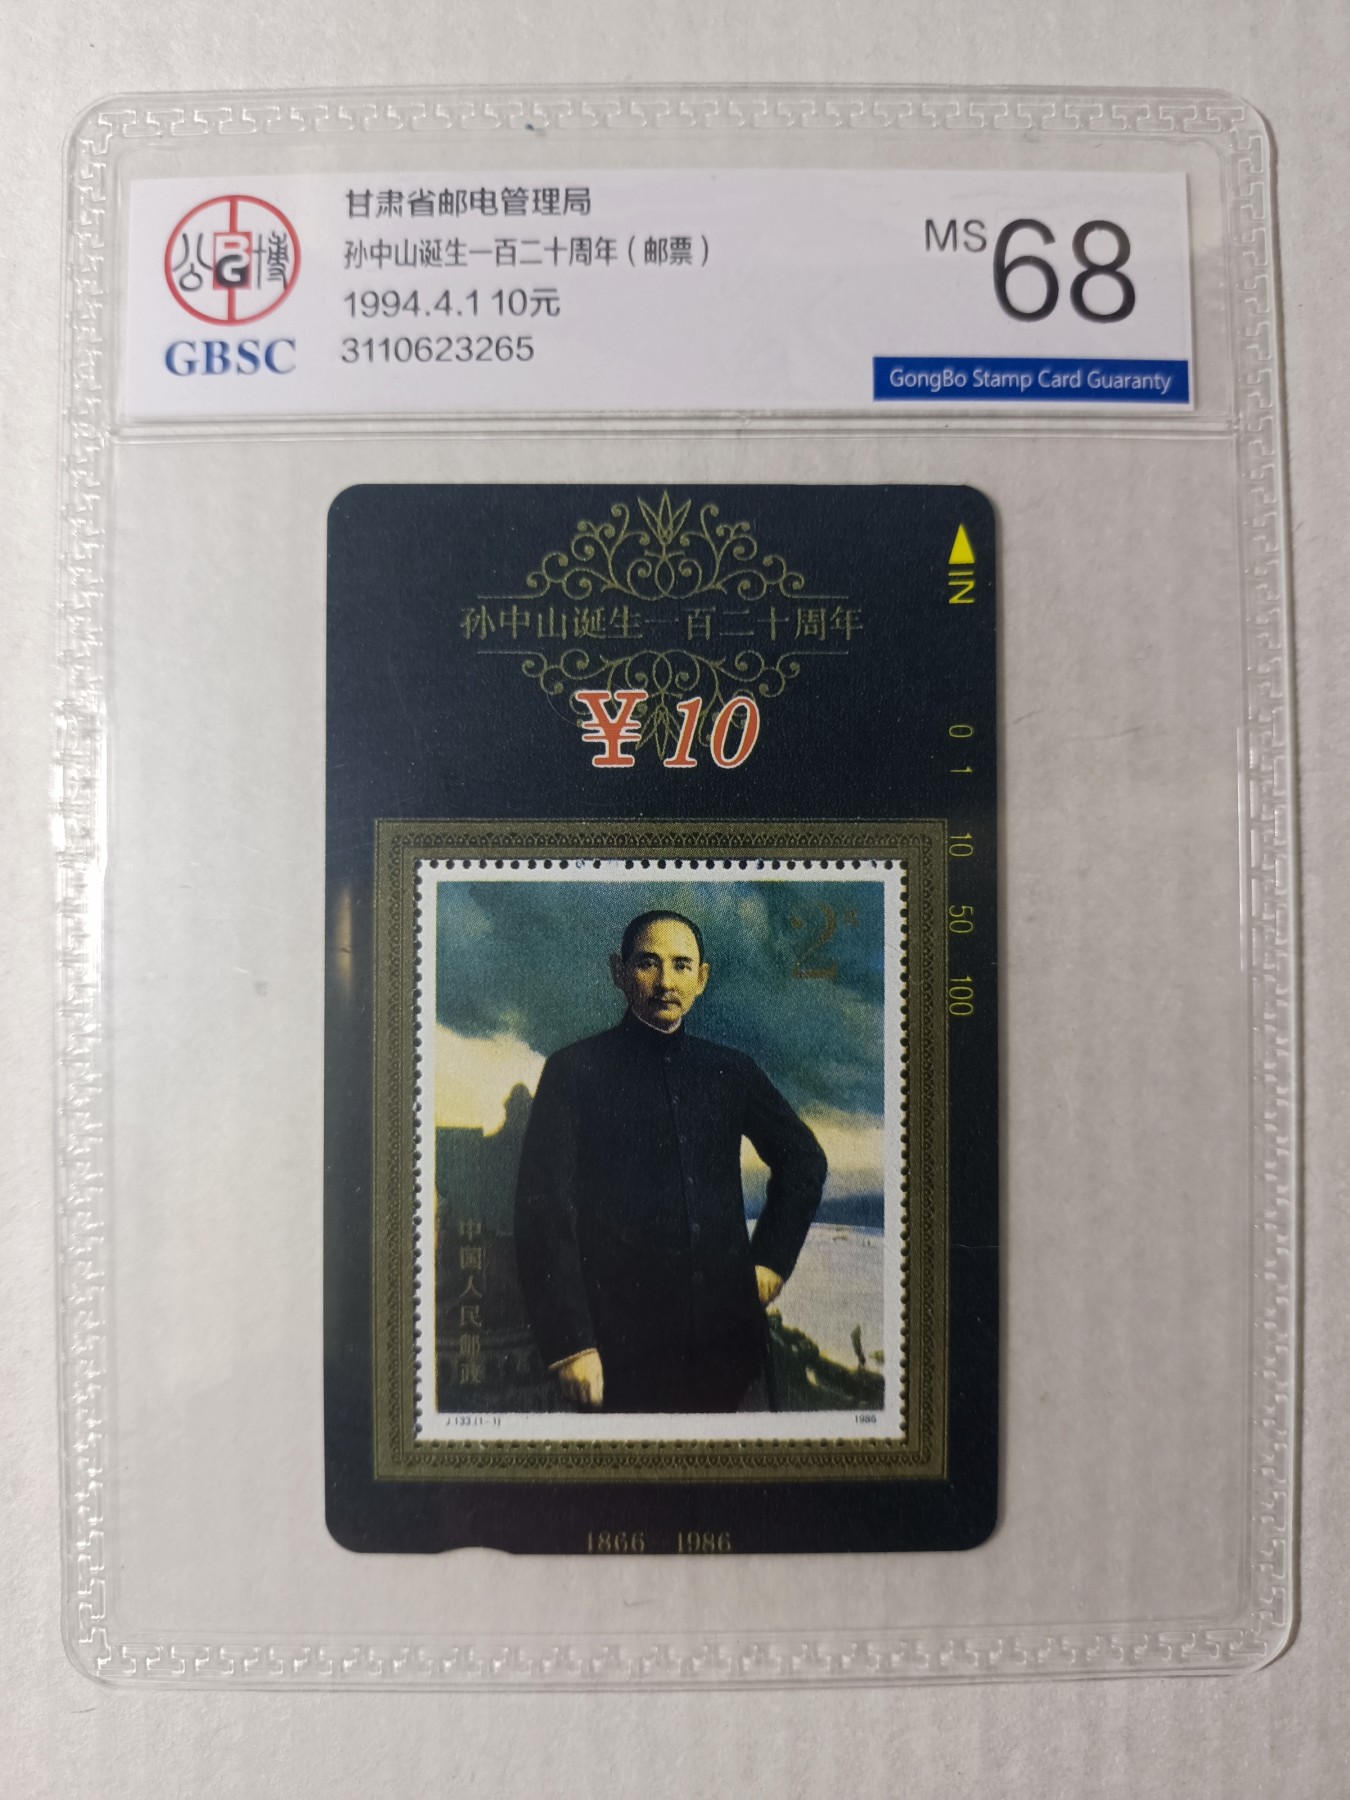 甘肃省邮电管理局
孙中山诞生一百二十周年（邮票）
1994.4.1 10元
3110623265
公博
BG
GBSC
MS 68
GongBo Stamp Card Guaranty
孙中山诞生一百二十周年
¥10
IN
0 1 10 50 100
2
中国人民邮政
J.133.(1-1)
1986
1866-1986